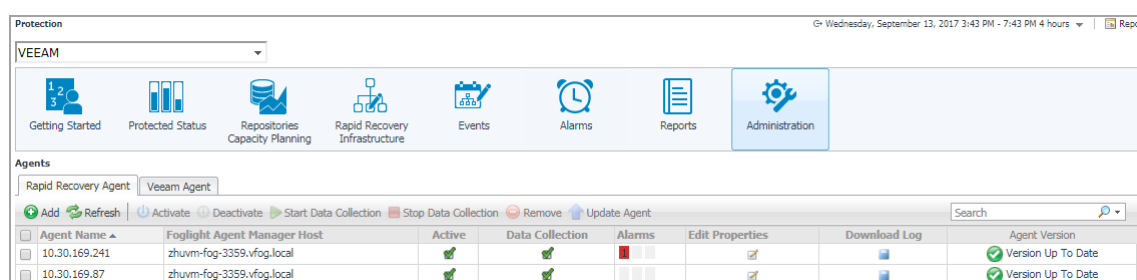 Protection
Wednesday, September 13, 2017 3:43 PM - 7:43 PM 4 hours
VEEAM
1 2 3
Getting Started Protected Status Repositories Capacity Planning Rapid Recovery Infrastructure Events Alarms Reports Administration
Agents
Rapid Recovery Agent Veeam Agent
Add Refresh Activate Deactivate Start Data Collection Stop Data Collection Remove Update Agent Search
Agent Name Foglight Agent Manager Host Active Data Collection Alarms Edit Properties Download Log Agent Version
10.30.169.241 zhuvm-fog-3359.vfog.local 1 Version Up To Date
10.30.169.87 zhuvm-fog-3359.vfog.local Version Up To Date